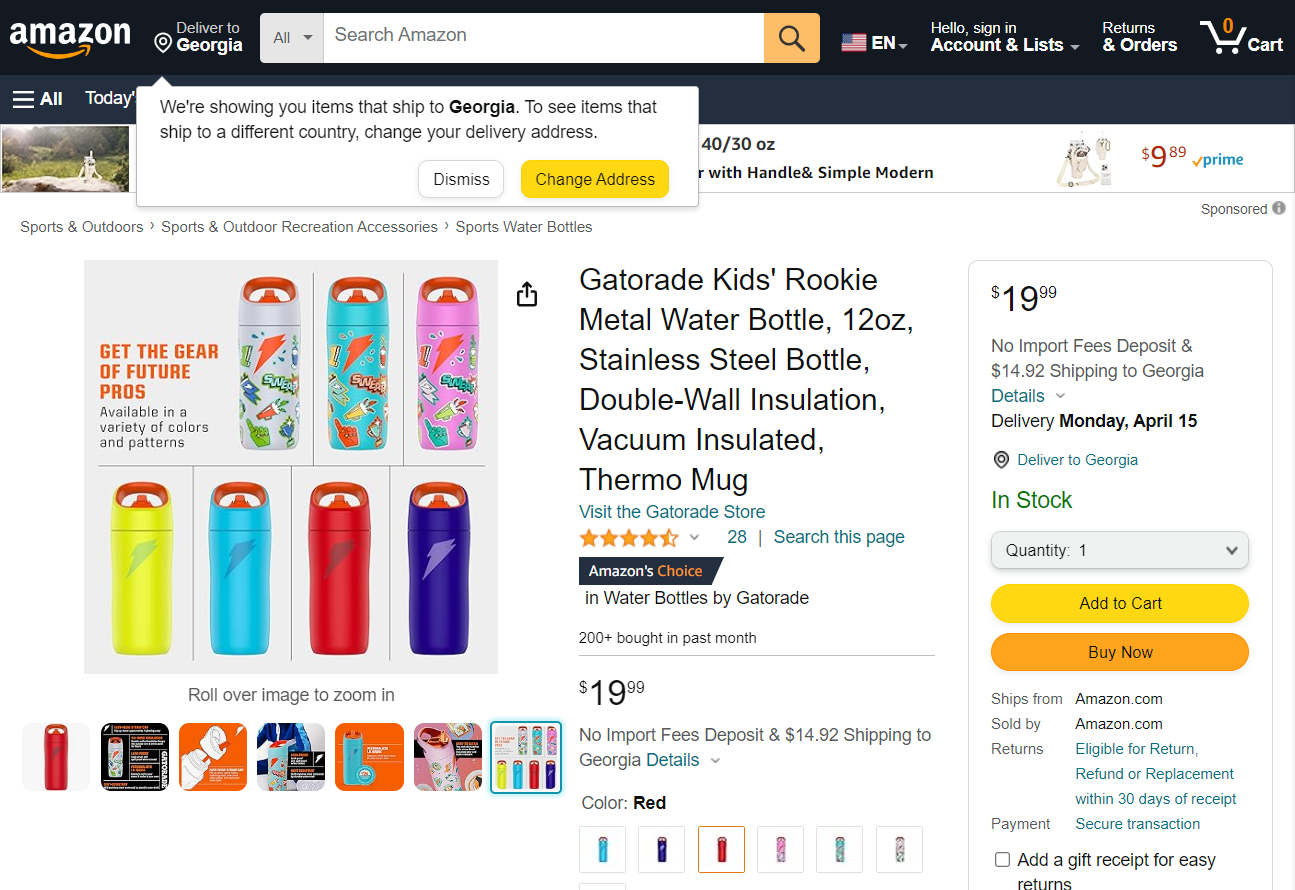 amazon
Deliver to
Georgia
All
Search Amazon
EN
Hello, sign in
Account & Lists
Returns
& Orders
0
Cart
All
Today'
We're showing you items that ship to Georgia. To see items that
ship to a different country, change your delivery address.
Dismiss
Change Address
40/30 oz
r with Handle& Simple Modern
$9 89
prime
Sponsored
Sports & Outdoors › Sports & Outdoor Recreation Accessories › Sports Water Bottles
GET THE GEAR
OF FUTURE
PROS
Available in a
variety of colors
and patterns
Roll over image to zoom in
Gatorade Kids' Rookie
Metal Water Bottle, 12oz,
Stainless Steel Bottle,
Double-Wall Insulation,
Vacuum Insulated,
Thermo Mug
Visit the Gatorade Store
28 | Search this page
Amazon's Choice
in Water Bottles by Gatorade
200+ bought in past month
$19 99
No Import Fees Deposit & $14.92 Shipping to
Georgia Details
Color: Red
$19 99
No Import Fees Deposit &
$14.92 Shipping to Georgia
Details
Delivery Monday, April 15
Deliver to Georgia
In Stock
Quantity: 1
Add to Cart
Buy Now
Ships from Amazon.com
Sold by Amazon.com
Returns Eligible for Return,
Refund or Replacement
within 30 days of receipt
Payment Secure transaction
Add a gift receipt for easy
returns